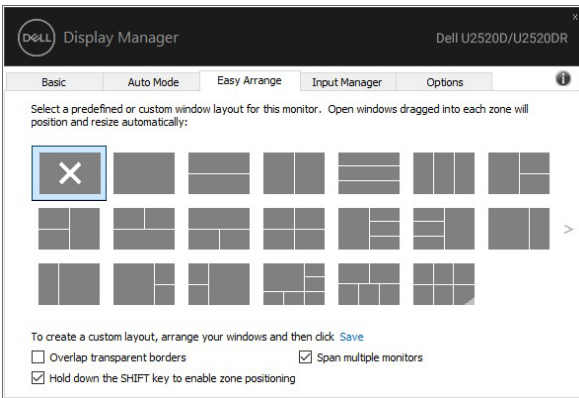 DELL Display Manager Dell U2520D/U2520DR
Basic Auto Mode Easy Arrange Input Manager Options
Select a predefined or custom window layout for this monitor. Open windows dragged into each zone will
position and resize automatically:
To create a custom layout, arrange your windows and then click Save
Overlap transparent borders Span multiple monitors
Hold down the SHIFT key to enable zone positioning